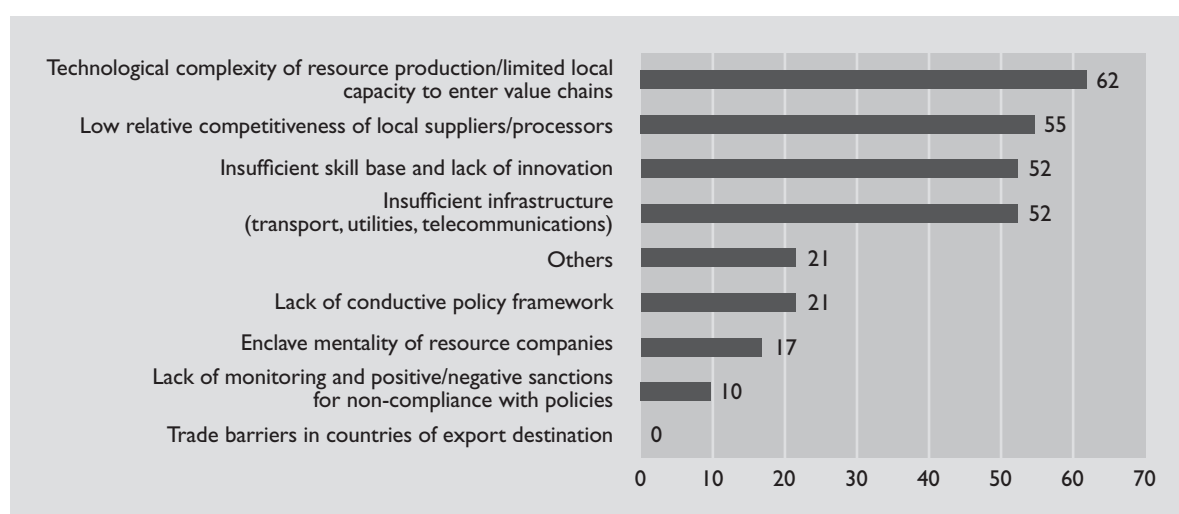 Technological complexity of resource production/limited local
capacity to enter value chains
62
Low relative competitiveness of local suppliers/processors
55
Insufficient skill base and lack of innovation
52
Insufficient infrastructure
(transport, utilities, telecommunications)
52
Others
21
Lack of conductive policy framework
21
Enclave mentality of resource companies
17
Lack of monitoring and positive/negative sanctions
for non-compliance with policies
10
Trade barriers in countries of export destination
0
0 10 20 30 40 50 60 70